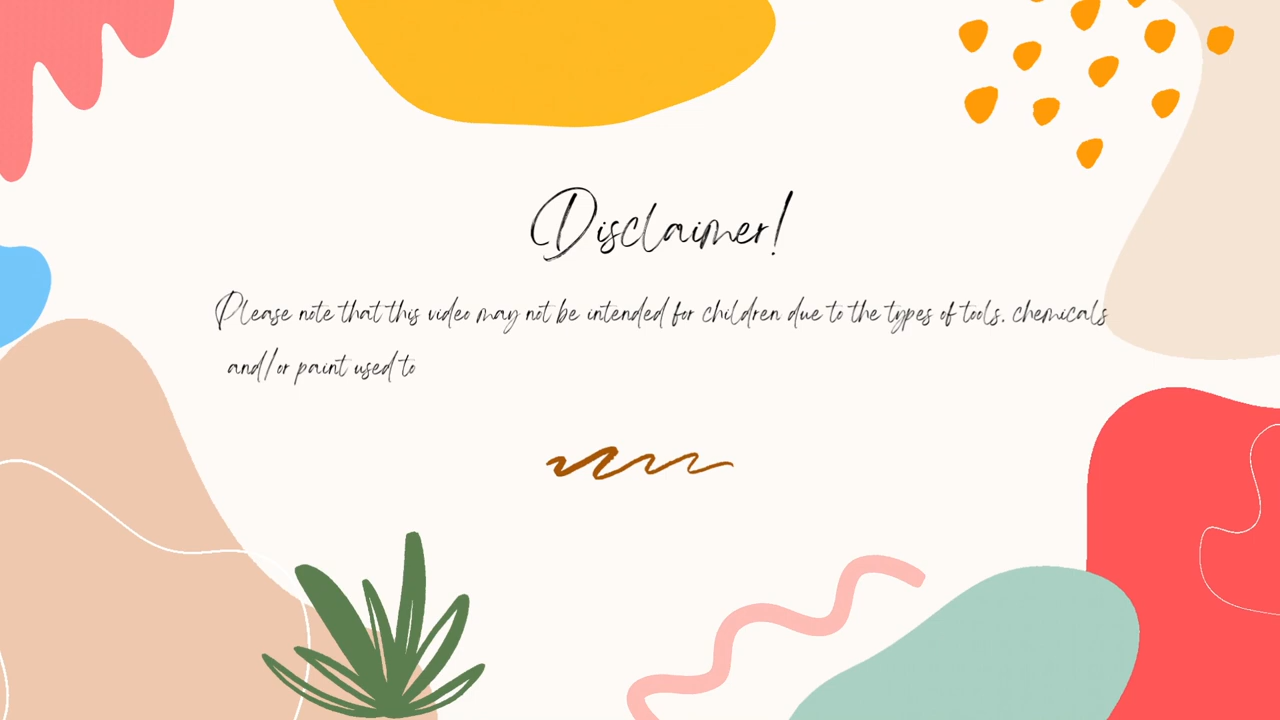 Disclaimer!
Please note that this video may not be intended for children due to the types of tools, chemicals
and/or paint used to